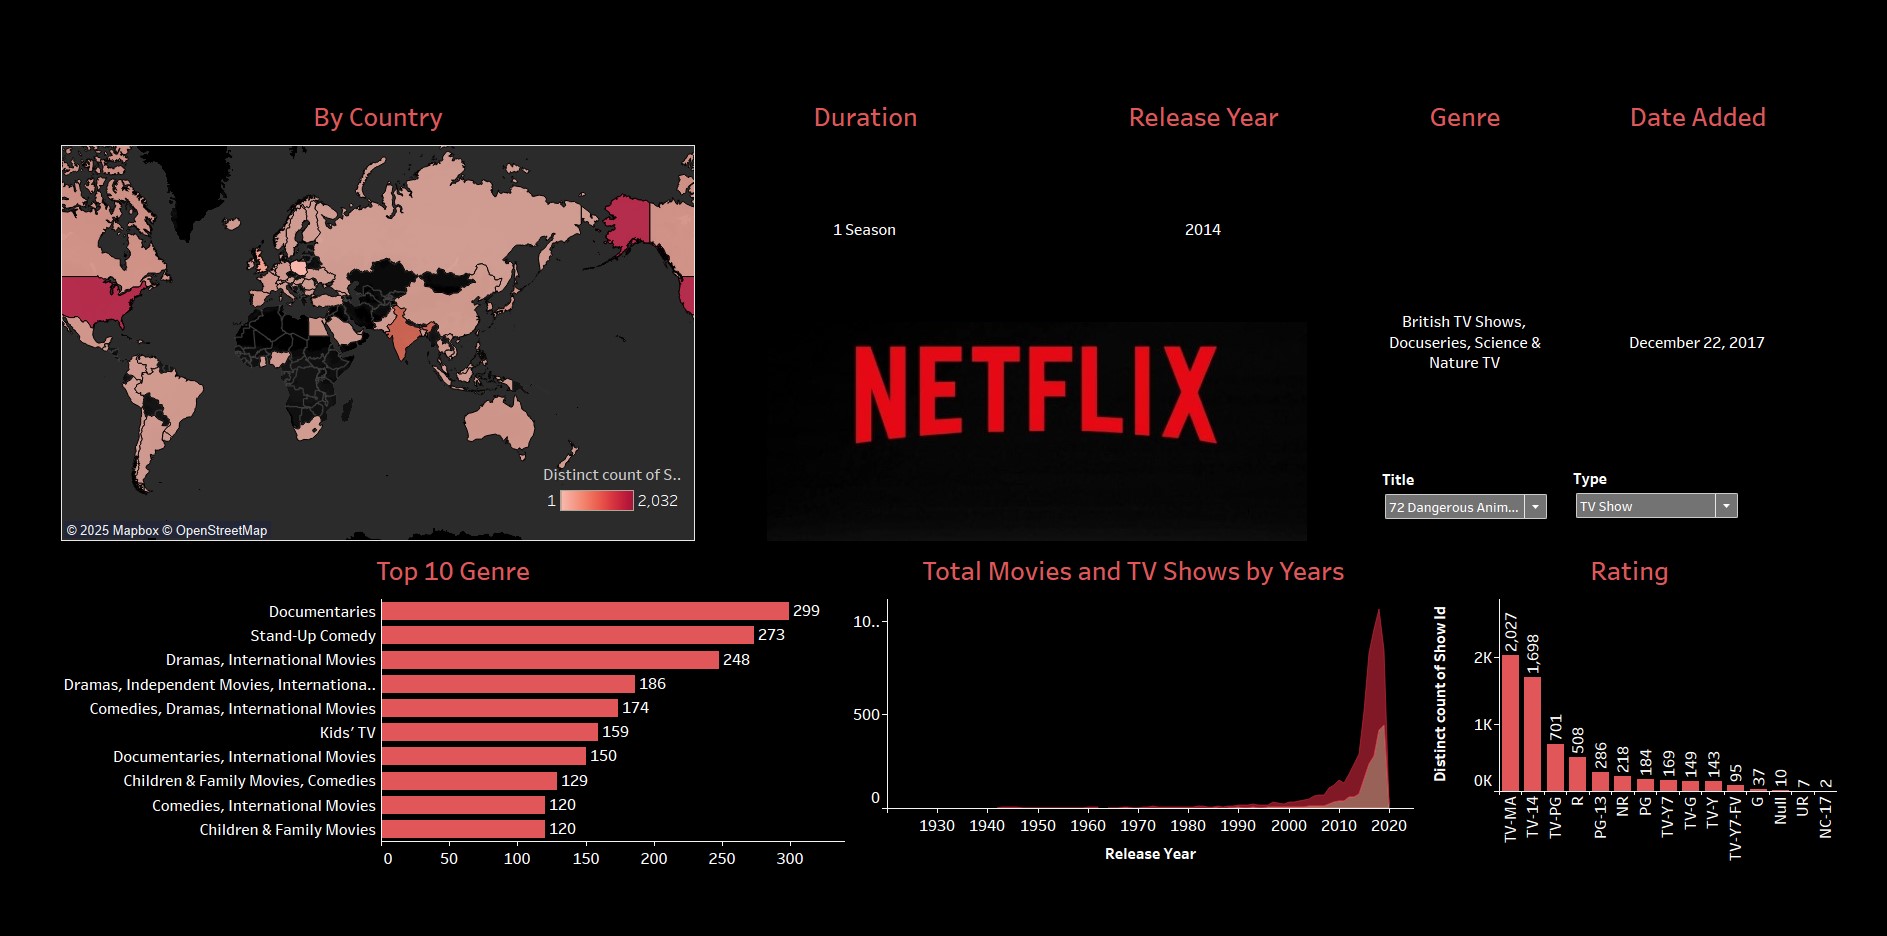 By Country
Duration
Release Year
Genre
Date Added
1 Season
2014
British TV Shows,
Docuseries, Science &
Nature TV
December 22, 2017
NETFLIX
Distinct count of S..
1
2,032
© 2025 Mapbox © OpenStreetMap
Title
72 Dangerous Anim...
Type
TV Show
Top 10 Genre
Documentaries 299
Stand-Up Comedy 273
Dramas, International Movies 248
Dramas, Independent Movies, Internationa.. 186
Comedies, Dramas, International Movies 174
Kids' TV 159
Documentaries, International Movies 150
Children & Family Movies, Comedies 129
Comedies, International Movies 120
Children & Family Movies 120
0 50 100 150 200 250 300
Total Movies and TV Shows by Years
10..
500
0
1930 1940 1950 1960 1970 1980 1990 2000 2010 2020
Release Year
Rating
Distinct count of Show Id
2K
1K
0K
2,027 1,698 701 508 286 218 184 169 149 143 95 37 10 7 2
TV-MA TV-14 TV-PG R PG-13 NR PG TV-Y7 TV-G TV-Y TV-Y7-FV G Null UR NC-17